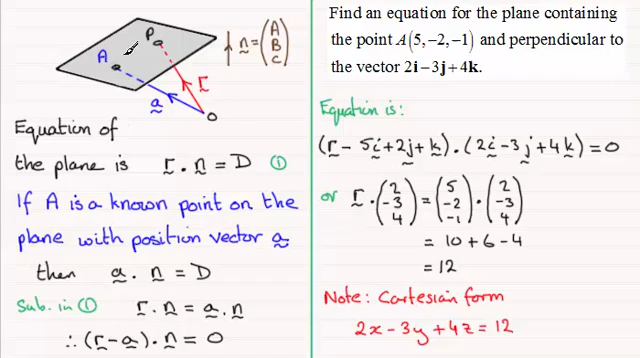 A
P
a
r
a
O
n = (A B C)
Equation of
the plane is r . n = D ①
If A is a known point on the
plane with position vector a
then a . n = D
Sub. in ① r . n = a . n
∴ (r - a) . n = 0
Find an equation for the plane containing
the point A(5, −2, −1) and perpendicular to
the vector 2i − 3j + 4k.
Equation is:
(r - 5i + 2j + k) . (2i - 3j + 4k) = 0
or r . (2 -3 4) = (5 -2 -1) . (2 -3 4)
= 10 + 6 - 4
= 12
Note: Cartesian form
2x - 3y + 4z = 12